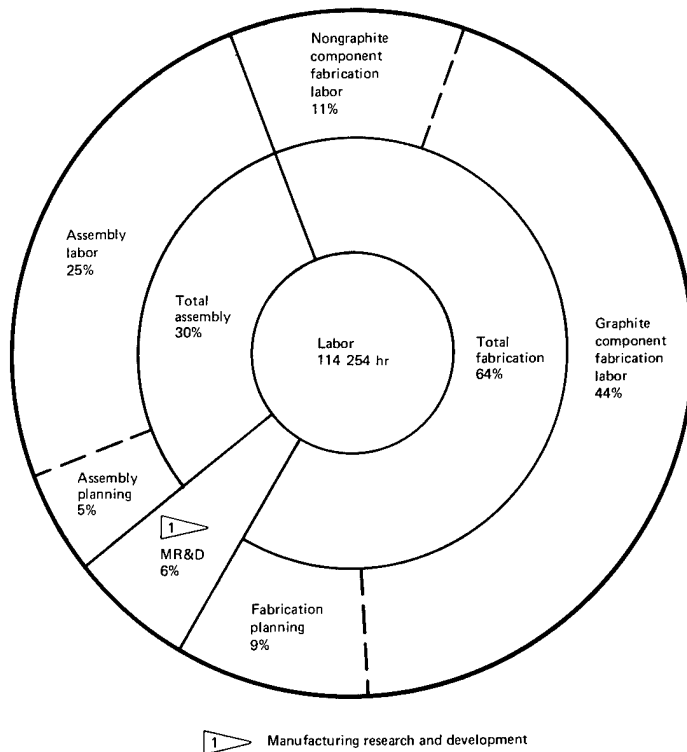 Nongraphite
component
fabrication
labor
11%
Assembly
labor
25%
Total
assembly
30%
Labor
114 254 hr
Total
fabrication
64%
Graphite
component
fabrication
labor
44%
Assembly
planning
5%
1
MR&D
6%
Fabrication
planning
9%
1 Manufacturing research and development